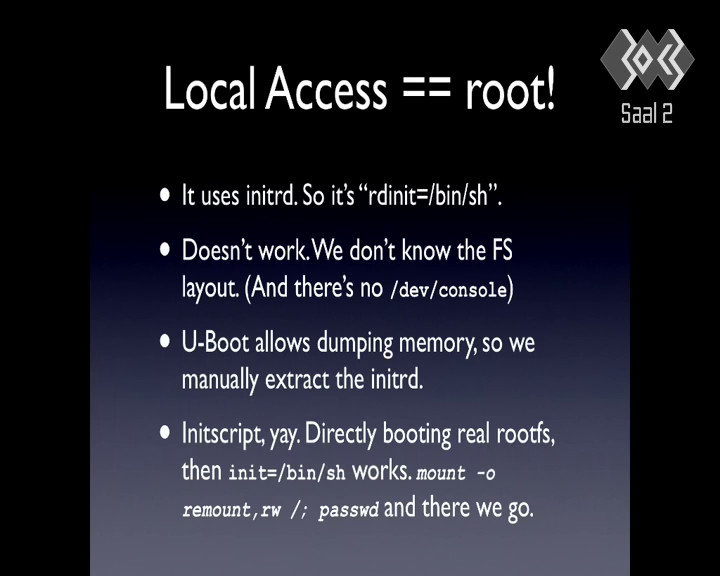 Local Access == root!
Saal 2
• It uses initrd. So it’s “rdinit=/bin/sh”.
• Doesn’t work. We don’t know the FS
layout. (And there’s no /dev/console)
• U-Boot allows dumping memory, so we
manually extract the initrd.
• Initscript, yay. Directly booting real rootfs,
then init=/bin/sh works. mount -o
remount,rw /; passwd and there we go.